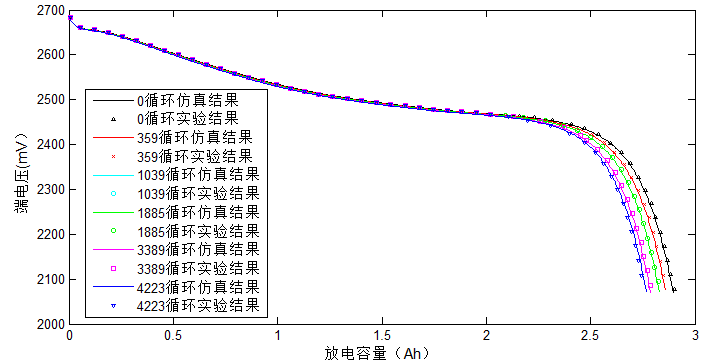 2700
2600
2500
2400
2300
2200
2100
2000
端电压(mV)
0循环仿真结果
0循环实验结果
359循环仿真结果
359循环实验结果
1039循环仿真结果
1039循环实验结果
1885循环仿真结果
1885循环实验结果
3389循环仿真结果
3389循环实验结果
4223循环仿真结果
4223循环实验结果
0 0.5 1 1.5 2 2.5 3
放电容量（Ah）